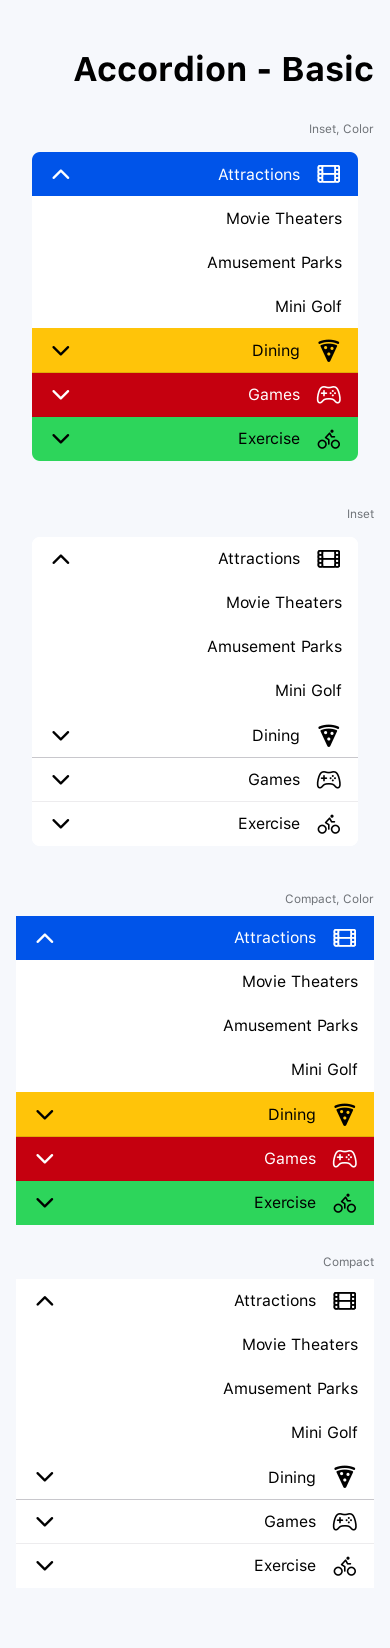 Accordion - Basic
Inset, Color
Attractions
Movie Theaters
Amusement Parks
Mini Golf
Dining
Games
Exercise
Inset
Attractions
Movie Theaters
Amusement Parks
Mini Golf
Dining
Games
Exercise
Compact, Color
Attractions
Movie Theaters
Amusement Parks
Mini Golf
Dining
Games
Exercise
Compact
Attractions
Movie Theaters
Amusement Parks
Mini Golf
Dining
Games
Exercise